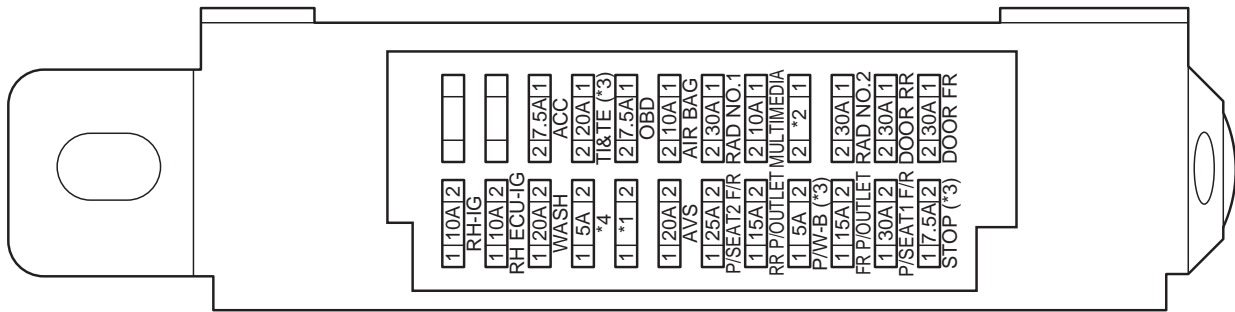 2 7.5A 1
ACC
2 20A 1
TI&TE (*3)
2 7.5A 1
OBD
2 10A 1
AIR BAG
2 30A 1
RAD NO.1
2 10A 1
MULTIMEDIA
2 *2 1
2 30A 1
RAD NO.2
2 30A 1
DOOR RR
2 30A 1
DOOR FR
1 10A 2
RH-IG
1 10A 2
RH ECU-IG
1 20A 2
WASH
1 5A 2
*4
1 *1 2
1 20A 2
AVS
1 25A 2
P/SEAT2 F/R
1 15A 2
RR P/OUTLET
1 5A 2
P/W-B (*3)
1 15A 2
FR P/OUTLET
1 30A 2
P/SEAT1 F/R
1 7.5A 2
STOP (*3)